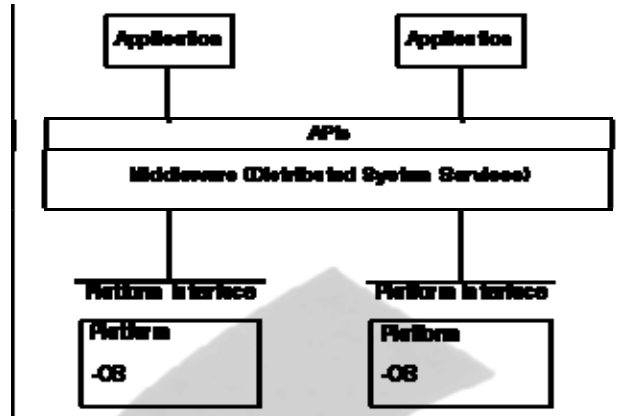 Application Application
APIs
Middleware (Distributed System Services)
Platform Interface Platform Interface
Platform Platform
-OS -OS